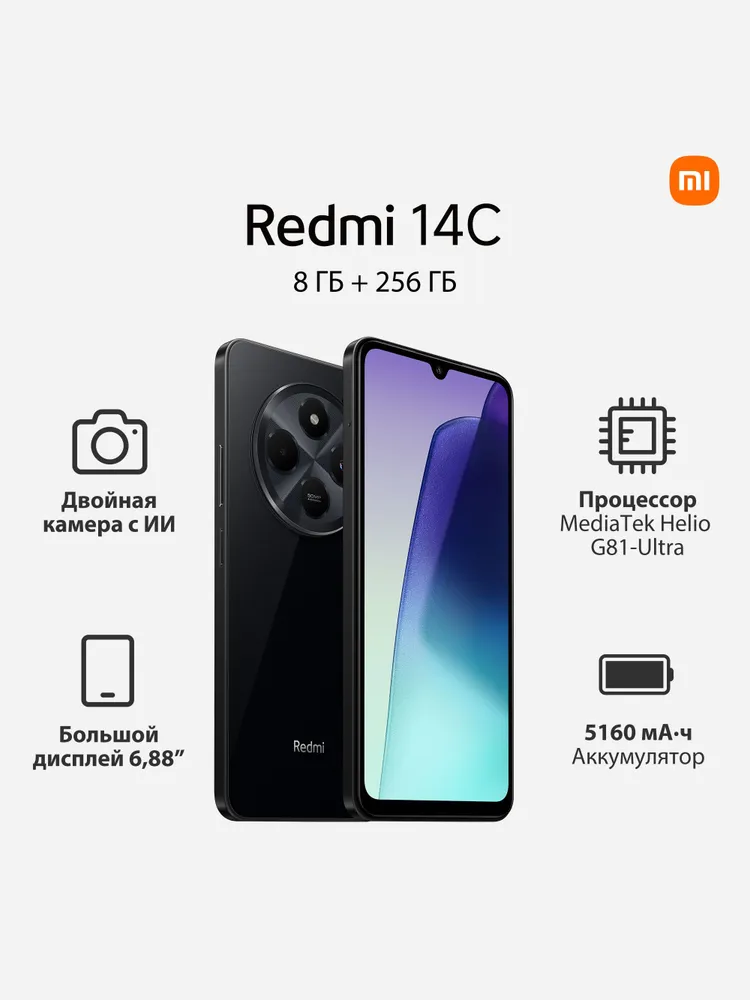 mi
Redmi 14C
8 ГБ + 256 ГБ
Двойная
камера с ИИ
Процессор
MediaTek Helio
G81-Ultra
Большой
дисплей 6,88”
5160 мА·ч
Аккумулятор
Redmi